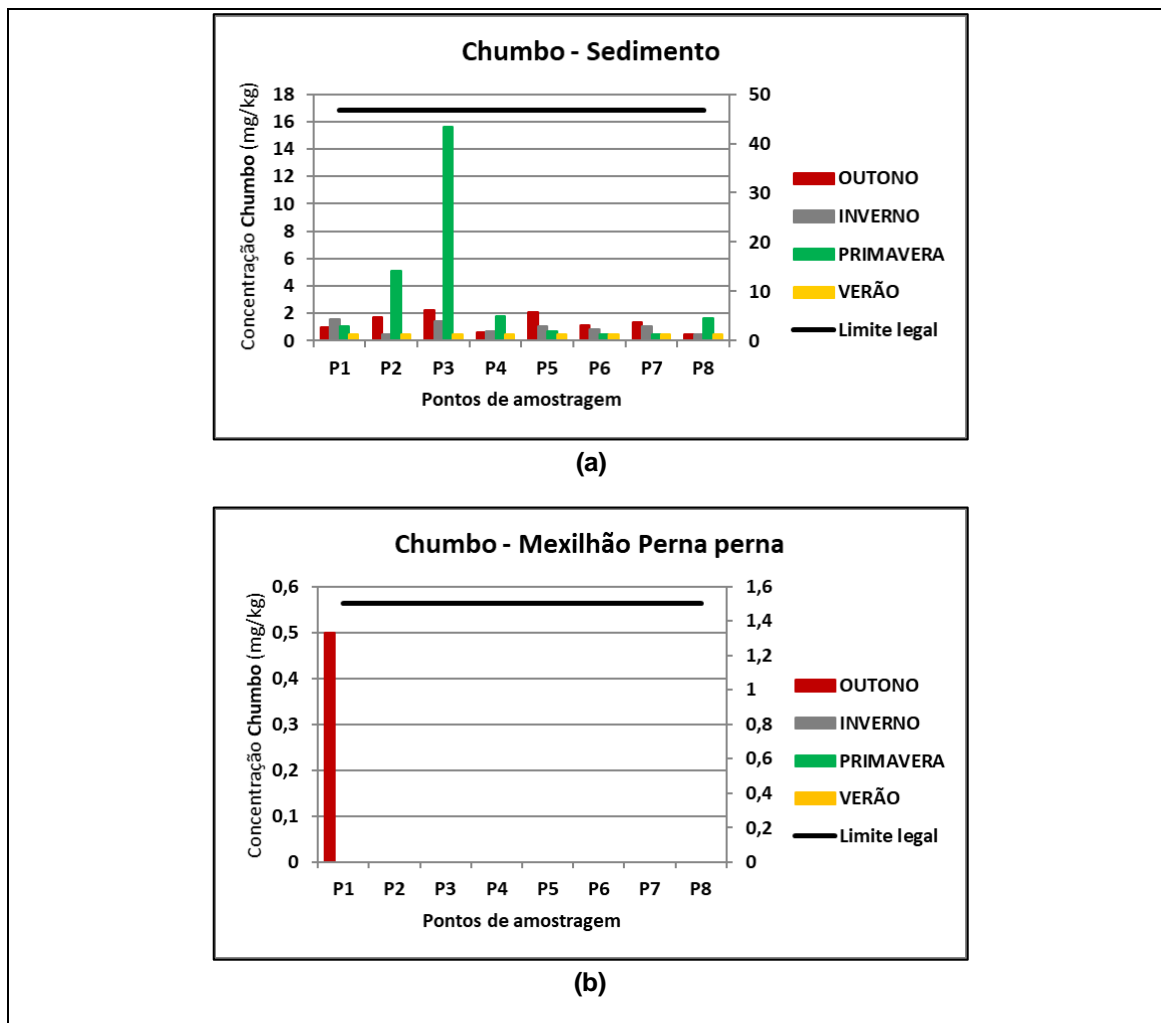 Chumbo - Sedimento
Concentração Chumbo (mg/kg)
18
16
14
12
10
8
6
4
2
0
50
40
30
20
10
0
P1 P2 P3 P4 P5 P6 P7 P8
Pontos de amostragem
OUTONO
INVERNO
PRIMAVERA
VERÃO
Limite legal
(a)
Chumbo - Mexilhão Perna perna
Concentração Chumbo (mg/kg)
0,6
0,5
0,4
0,3
0,2
0,1
0
1,6
1,4
1,2
1
0,8
0,6
0,4
0,2
0
P1 P2 P3 P4 P5 P6 P7 P8
Pontos de amostragem
OUTONO
INVERNO
PRIMAVERA
VERÃO
Limite legal
(b)